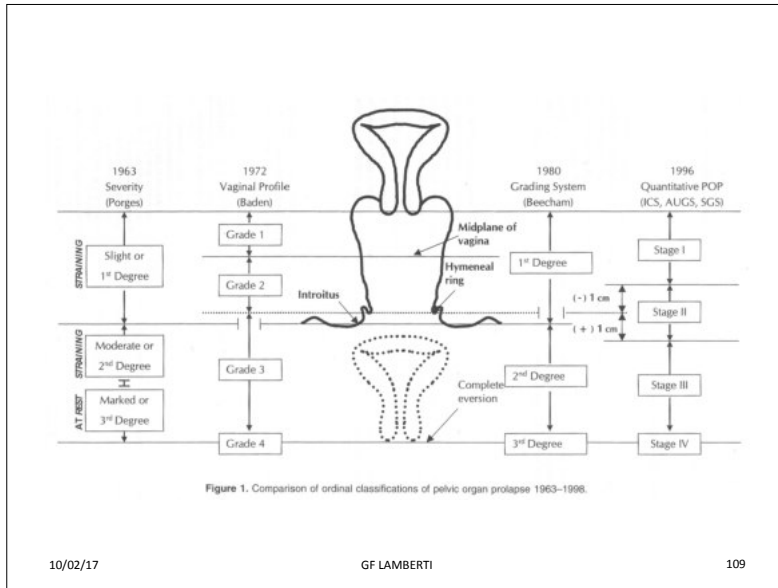 1963
Severity
(Porges)
1972
Vaginal Profile
(Baden)
1980
Grading System
(Beecham)
1996
Quantitative POP
(ICS, AUGS, SGS)
STRAINING
Slight or
1st Degree
STRAINING
Moderate or
2nd Degree
AT REST
Marked or
3rd Degree
Grade 1
Grade 2
Grade 3
Grade 4
Midplane of
vagina
Hymeneal
ring
Introitus
Complete
eversion
1st Degree
2nd Degree
3rd Degree
Stage I
(-) 1 cm
Stage II
(+) 1 cm
Stage III
Stage IV
Figure 1. Comparison of ordinal classifications of pelvic organ prolapse 1963–1998.
10/02/17
GF LAMBERTI
109